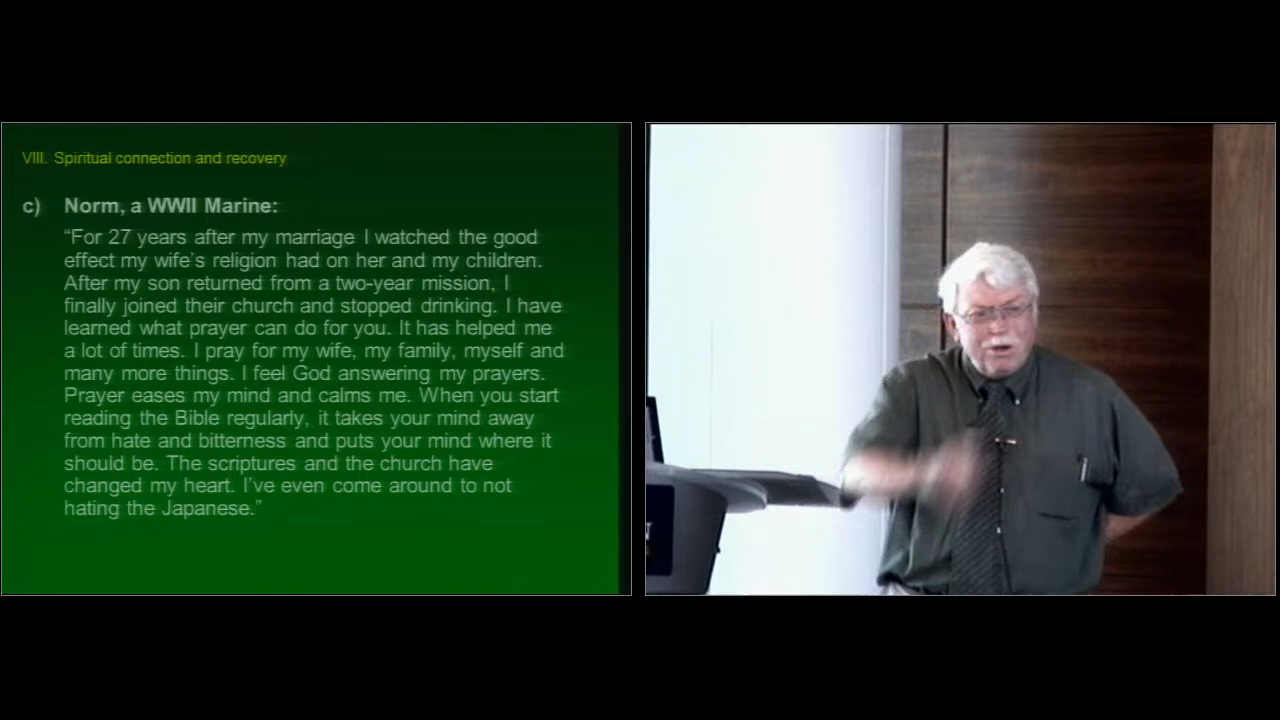 VIII. Spiritual connection and recovery
c) Norm, a WWII Marine:
“For 27 years after my marriage I watched the good
effect my wife’s religion had on her and my children.
After my son returned from a two-year mission, I
finally joined their church and stopped drinking. I have
learned what prayer can do for you. It has helped me
a lot of times. I pray for my wife, my family, myself and
many more things. I feel God answering my prayers.
Prayer eases my mind and calms me. When you start
reading the Bible regularly, it takes your mind away
from hate and bitterness and puts your mind where it
should be. The scriptures and the church have
changed my heart. I’ve even come around to not
hating the Japanese.”